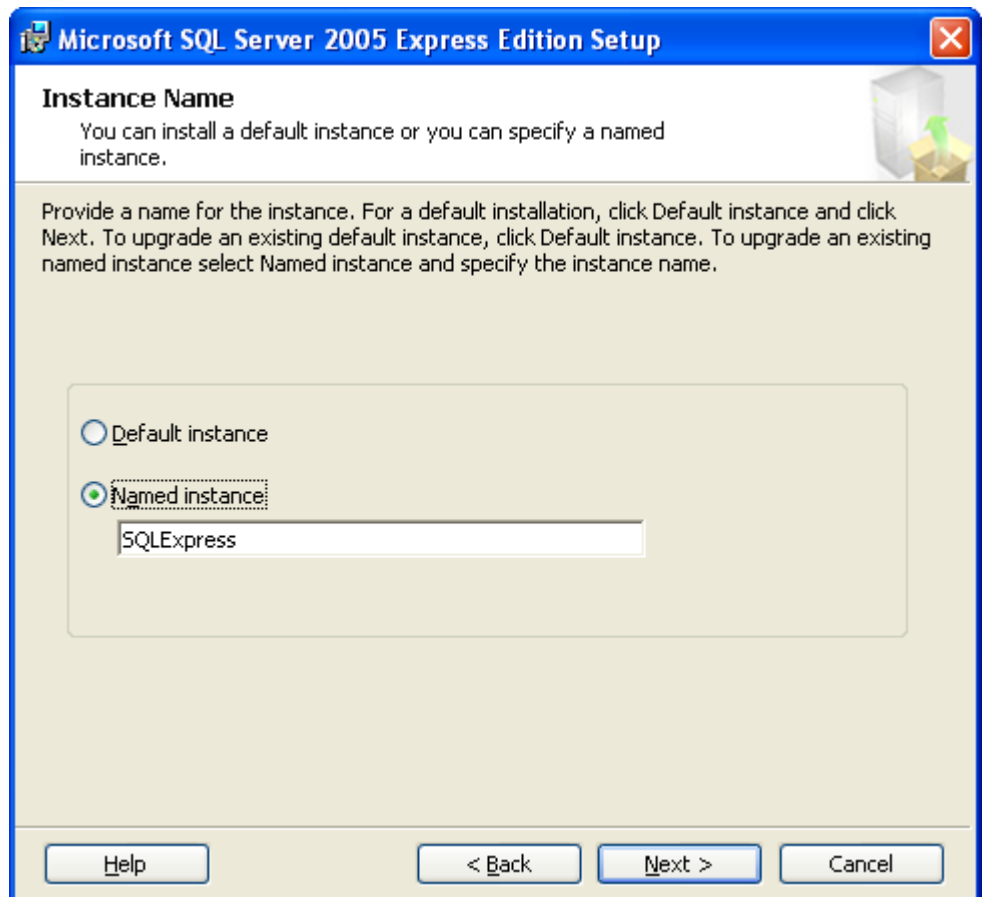 Microsoft SQL Server 2005 Express Edition Setup
Instance Name
You can install a default instance or you can specify a named
instance.
Provide a name for the instance. For a default installation, click Default instance and click
Next. To upgrade an existing default instance, click Default instance. To upgrade an existing
named instance select Named instance and specify the instance name.
Default instance
Named instance
SQLExpress
Help
< Back
Next >
Cancel